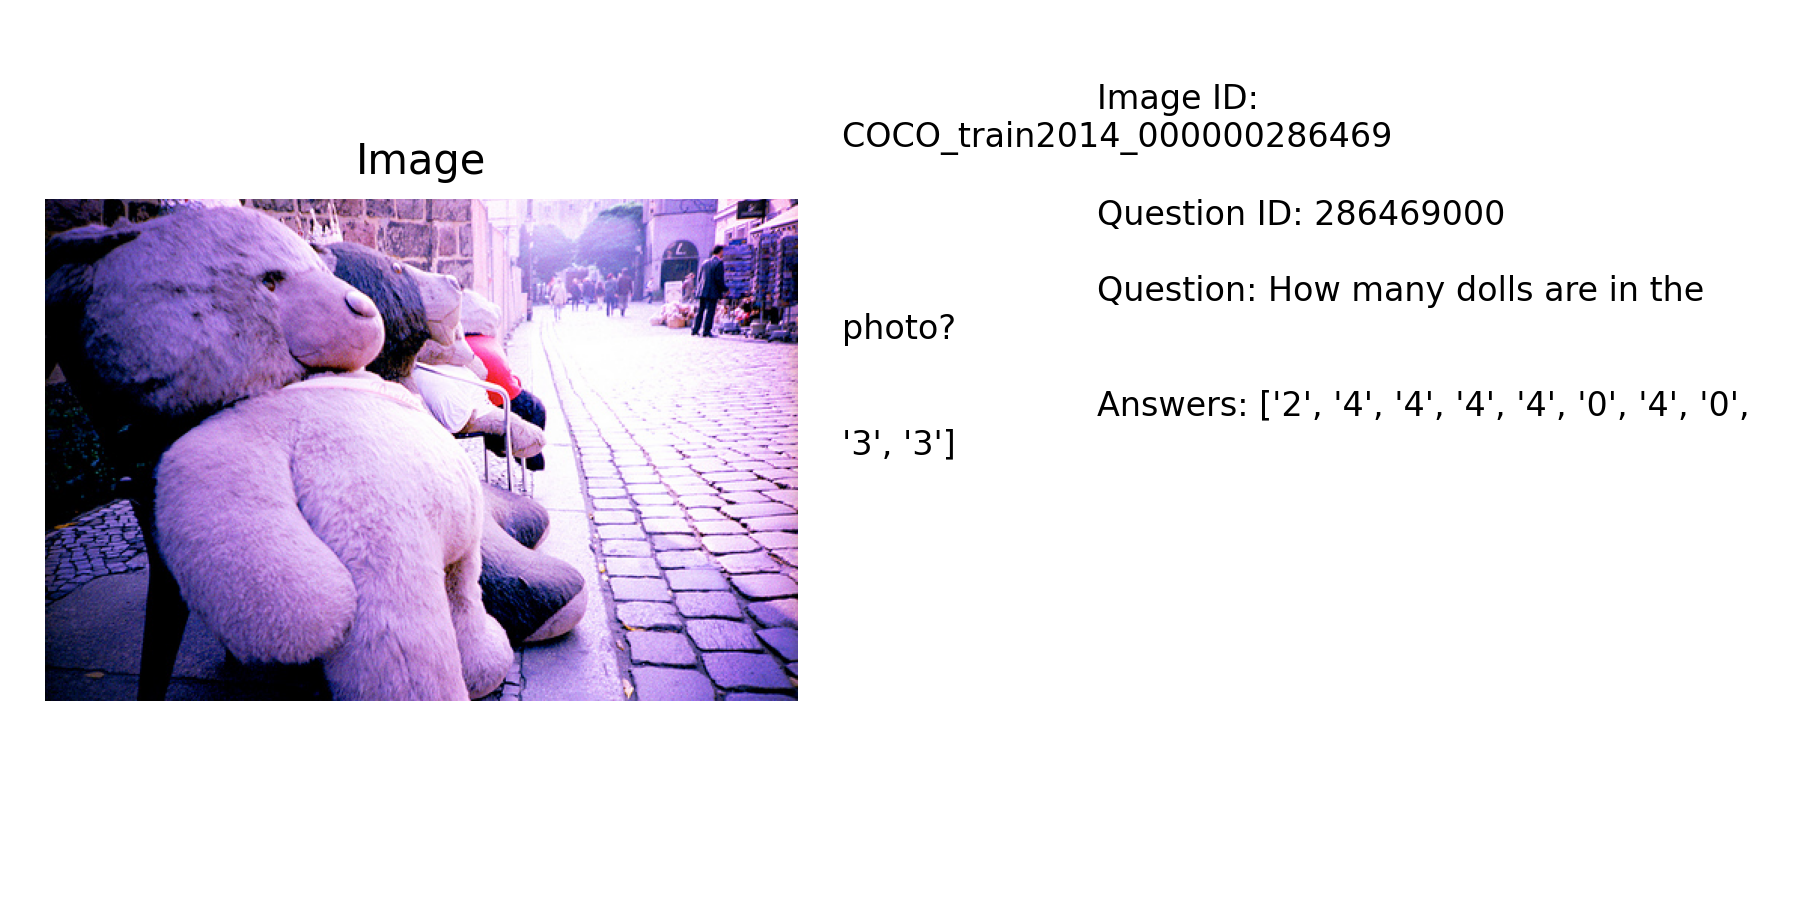 Image
Image ID:
COCO_train2014_000000286469
Question ID: 286469000
Question: How many dolls are in the
photo?
Answers: ['2', '4', '4', '4', '4', '0', '4', '0',
'3', '3']